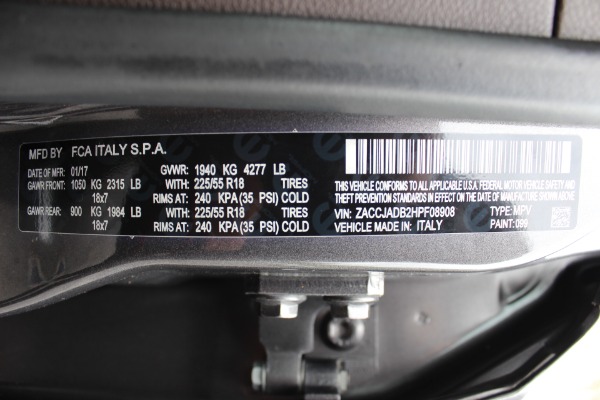 MFD BY FCA ITALY S.P.A.
DATE OF MFR: 01/17 GVWR: 1940 KG 4277 LB
GAWR FRONT: 1050 KG 2315 LB WITH: 225/55 R18 TIRES
18x7 RIMS AT: 240 KPA (35 PSI) COLD
GAWR REAR: 900 KG 1984 LB WITH: 225/55 R18 TIRES
18x7 RIMS AT: 240 KPA (35 PSI) COLD
THIS VEHICLE CONFORMS TO ALL APPLICABLE U.S.A. FEDERAL
MOTOR VEHICLE SAFETY, BUMPER, AND THEFT PREVENTION
STANDARDS IN EFFECT ON THE DATE OF MFR SHOWN ABOVE.
VIN: ZACCJADB2HPF08908 TYPE: MPV
VEHICLE MADE IN: ITALY PAINT: 099